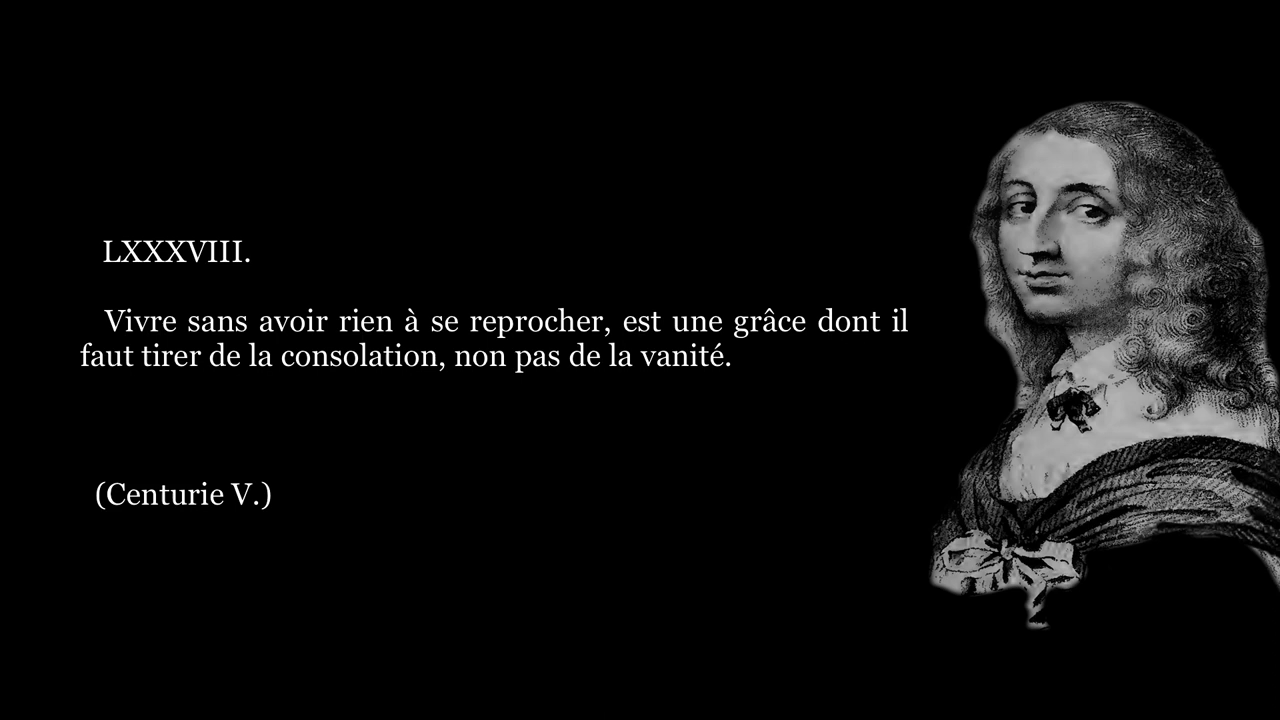 LXXXVIII.
Vivre sans avoir rien à se reprocher, est une grâce dont il
faut tirer de la consolation, non pas de la vanité.
(Centurie V.)